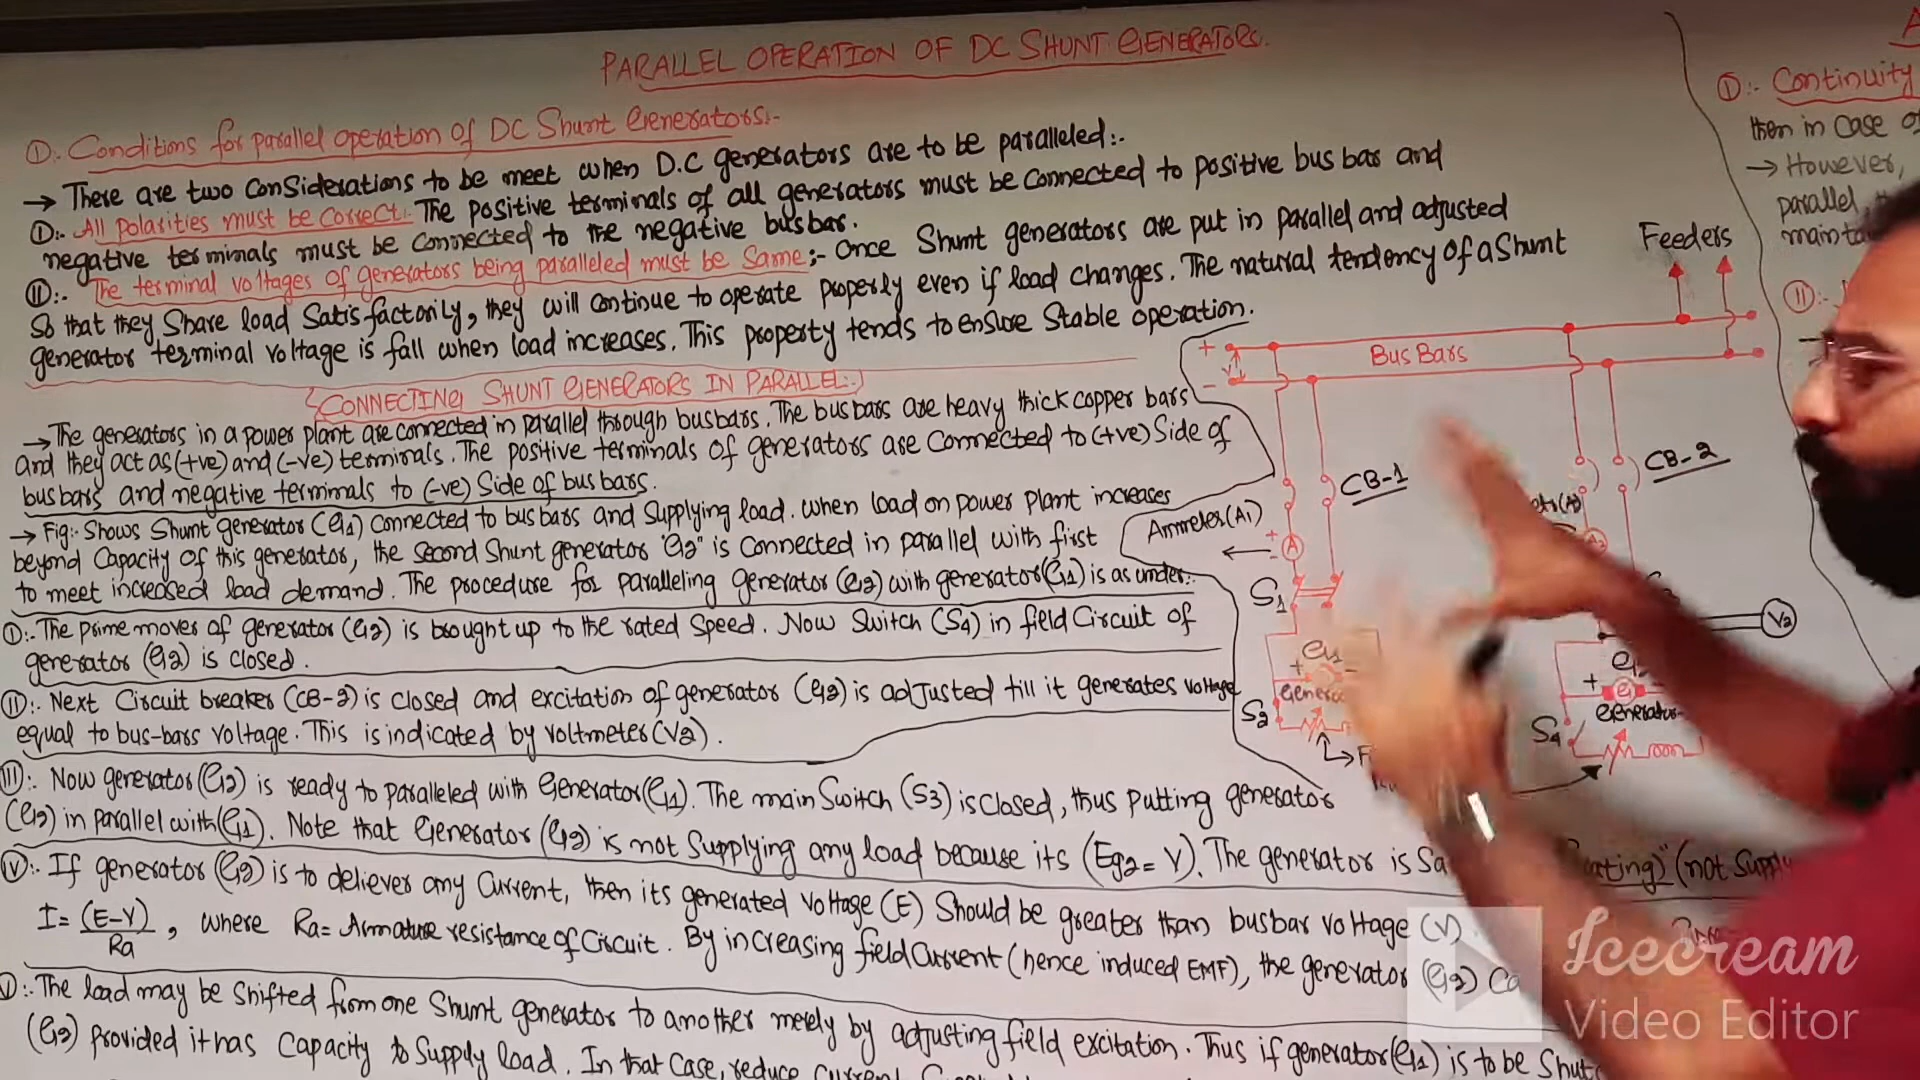 PARALLEL OPERATION OF DC SHUNT GENERATORS.
I:- Conditions for parallel operation of DC Shunt Generators:-
→ There are two considerations to be meet when D.C generators are to be paralleled:-
I:- All polarities must be correct. The positive terminals of all generators must be connected to positive bus bar and
negative terminals must be connected to the negative busbar.
II:- The terminal voltages of generators being paralleled must be same:- Once Shunt generators are put in parallel and adjusted
So that they share load satisfactorily, they will continue to operate properly even if load changes. The natural tendency of a Shunt
generator terminal voltage is fall when load increases. This property tends to ensure stable operation.
CONNECTING SHUNT GENERATORS IN PARALLEL:-
→ The generators in a power plant are connected in parallel through busbars. The busbars are heavy thick copper bars
and they act as (+ve) and (-ve) terminals. The positive terminals of generators are connected to (+ve) side of
busbars and negative terminals to (-ve) side of bus bars.
→ Fig:- Shows Shunt generator (G1) connected to bus bars and supplying load. When load on power plant increases
beyond capacity of this generator, the second Shunt generator "G2" is connected in parallel with first
to meet increased load demand. The procedure for paralleling generator (G2) with generator (G1) is as under:-
I:- The prime mover of generator (G2) is brought up to the rated speed. Now Switch (S4) in field circuit of
generator (G2) is closed.
II:- Next Circuit breaker (CB-2) is closed and excitation of generator (G2) is adjusted till it generates voltage
equal to bus-bars voltage. This is indicated by voltmeter (V2).
III:- Now generator (G2) is ready to paralleled with Generator (G1). The main Switch (S3) is closed, thus putting generator
(G2) in parallel with (G1). Note that Generator (G2) is not supplying any load because its (Eg2 = V). The generator is
ating)" (not Supply
V:- If generator (G2) is to deliever any current, then its generated voltage (E) should be greater than busbar voltage (V)
I = (E-V)/Ra , where Ra = Armature resistance of Circuit. By increasing field current (hence induced EMF), the generator (G2)
:- The load may be shifted from one Shunt generator to another merely by adjusting field excitation. Thus if generator (G1) is to be Shut
(G2) provided it has capacity to supply load. In that case, reduce
Feeders
+
-
V
Bus Bars
CB-1
CB-2
Ammeter (A1)
+
-
A
A2
S1
V2
G1
+
-
S2
+
G
Generator
S4
I:- Continuity
then in case of
→ However,
parallel,
II:-
Icecream
Video Editor